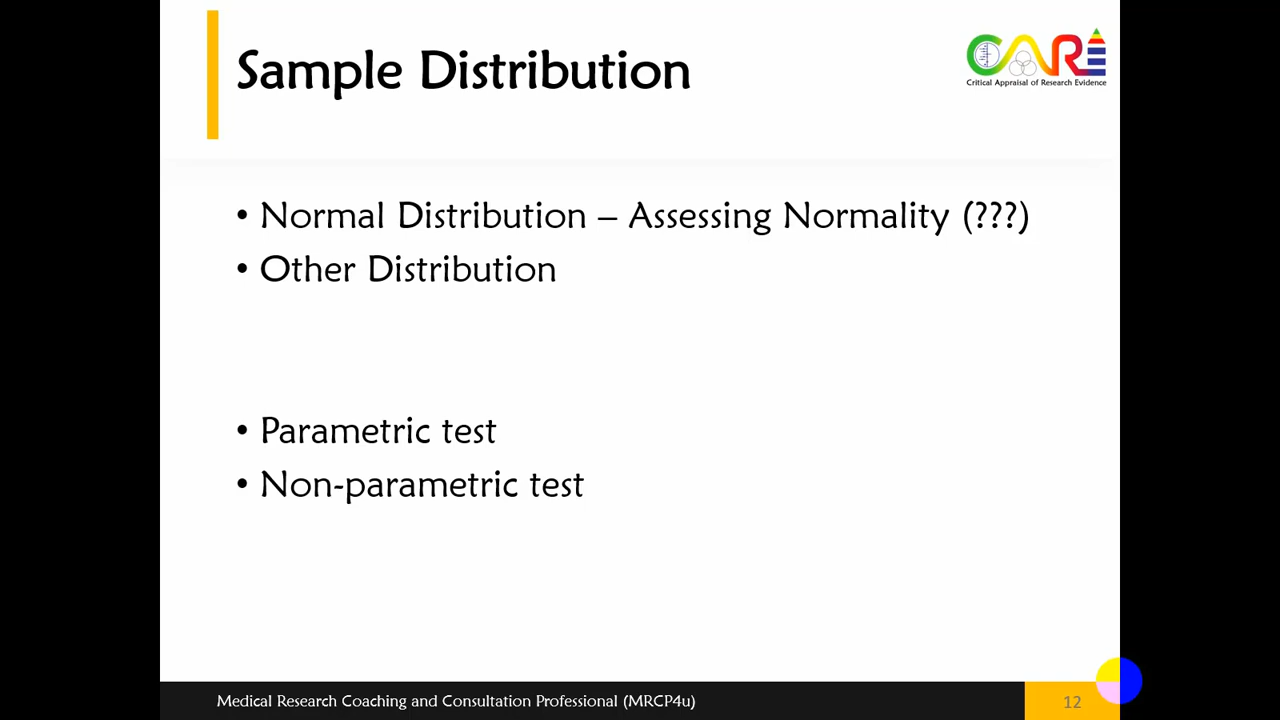 Sample Distribution
CARE
Critical Appraisal of Research Evidence
• Normal Distribution – Assessing Normality (???)
• Other Distribution
• Parametric test
• Non-parametric test
Medical Research Coaching and Consultation Professional (MRCP4u)
12